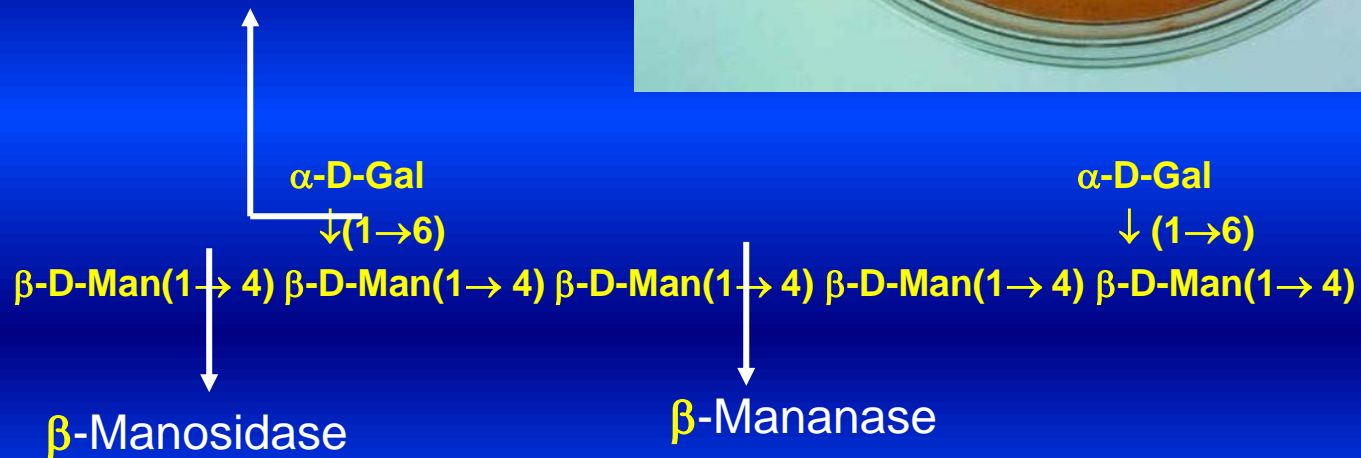 α-D-Gal α-D-Gal
↓(1→6) ↓ (1→6)
β-D-Man(1→ 4) β-D-Man(1→ 4) β-D-Man(1→ 4) β-D-Man(1→ 4) β-D-Man(1→ 4)
β-Manosidase β-Mananase